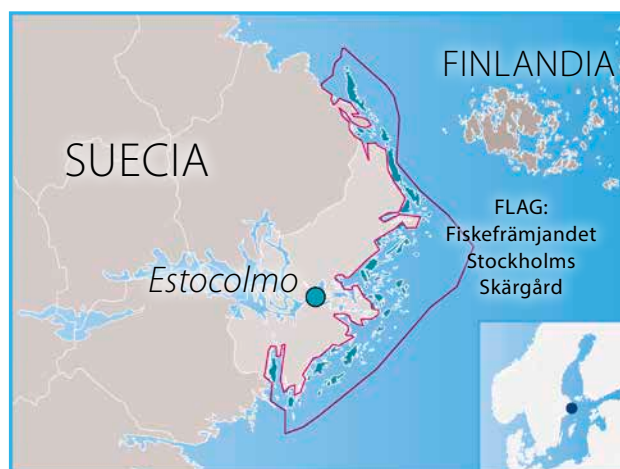 FINLANDIA
SUECIA
FLAG:
Fiskefrämjandet
Stockholms
Skärgård
Estocolmo